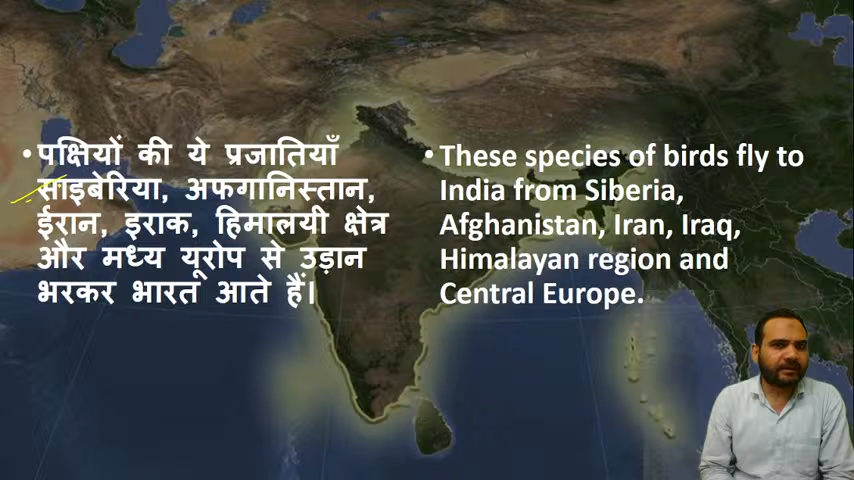 • पक्षियों की ये प्रजातियाँ
साइबेरिया, अफगानिस्तान,
ईरान, इराक, हिमालयी क्षेत्र
और मध्य यूरोप से उड़ान
भरकर भारत आते हैं।
• These species of birds fly to
India from Siberia,
Afghanistan, Iran, Iraq,
Himalayan region and
Central Europe.